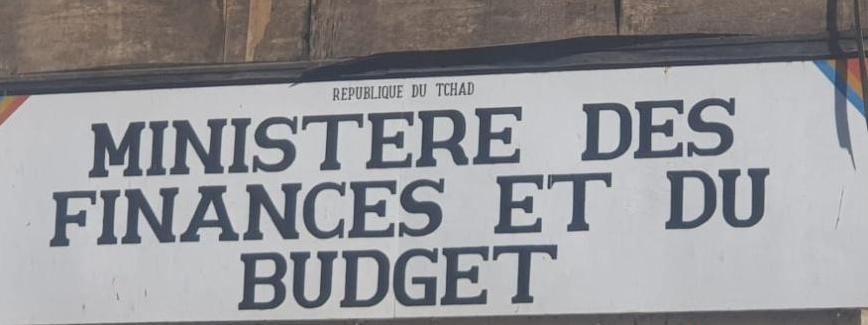 REPUBLIQUE DU TCHAD
MINISTERE DES
FINANCES ET DU
BUDGET